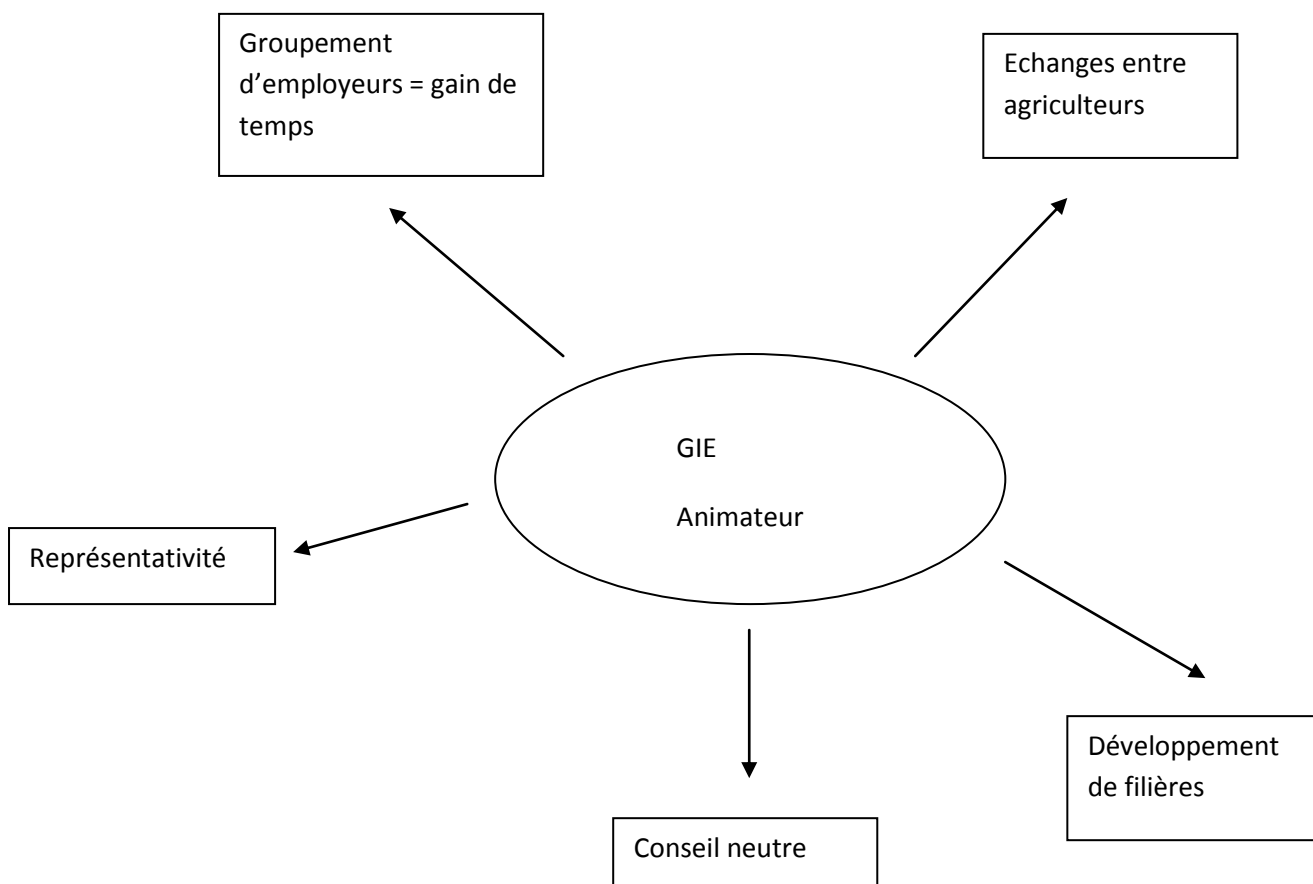 Groupement
d’employeurs = gain de
temps
Echanges entre
agriculteurs
GIE
Animateur
Représentativité
Développement
de filières
Conseil neutre